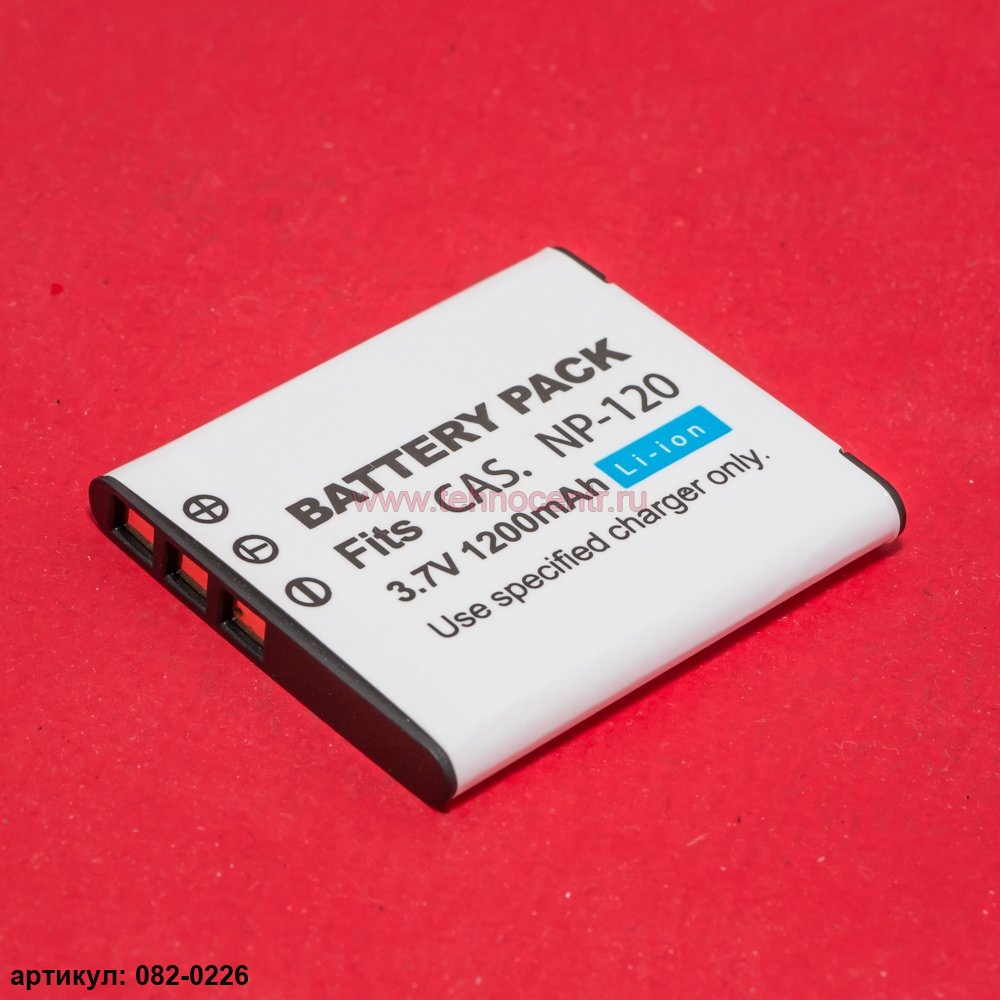 BATTERY PACK
Fits CAS. NP-120
3.7V 1200mAh Li-ion
Use specified charger only.
www.tehnocentr.ru
артикул: 082-0226